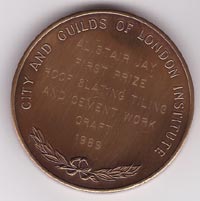 CITY AND GUILDS OF LONDON INSTITUTE
ALISTAIR JAY
FIRST PRIZE
ROOF SLATING TILING
AND CEMENT WORK
CRAFT
1989